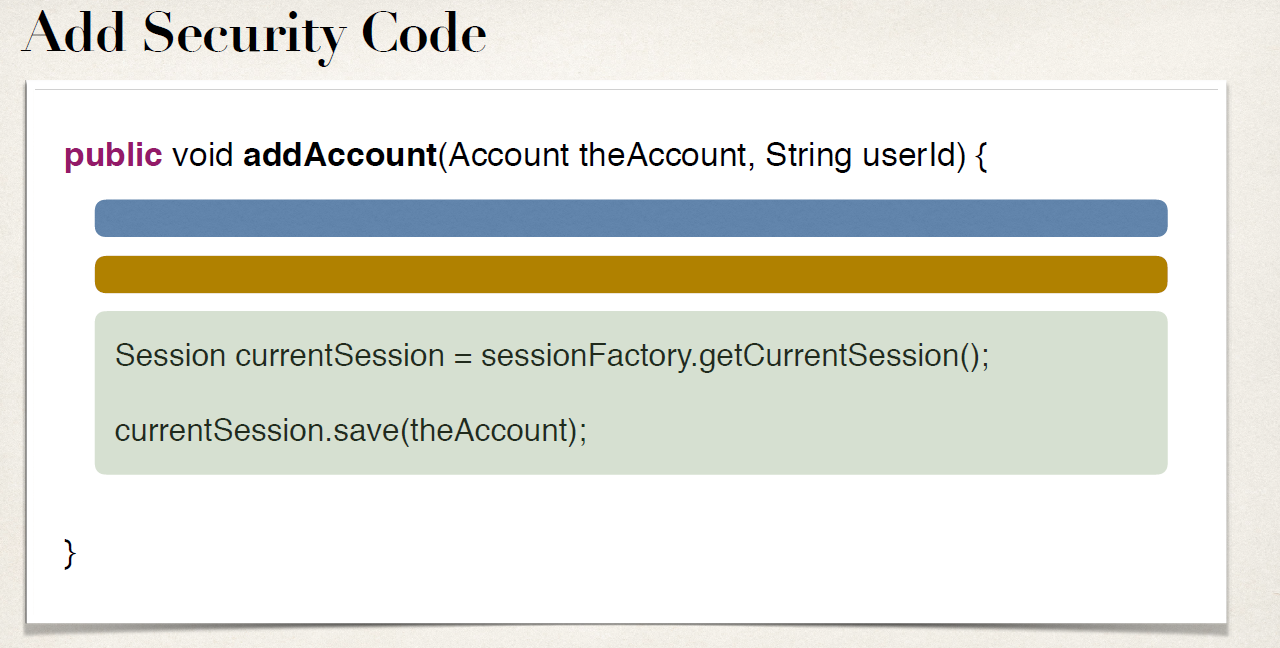 Add Security Code
public void addAccount(Account theAccount, String userId) {
Session currentSession = sessionFactory.getCurrentSession();
currentSession.save(theAccount);
}